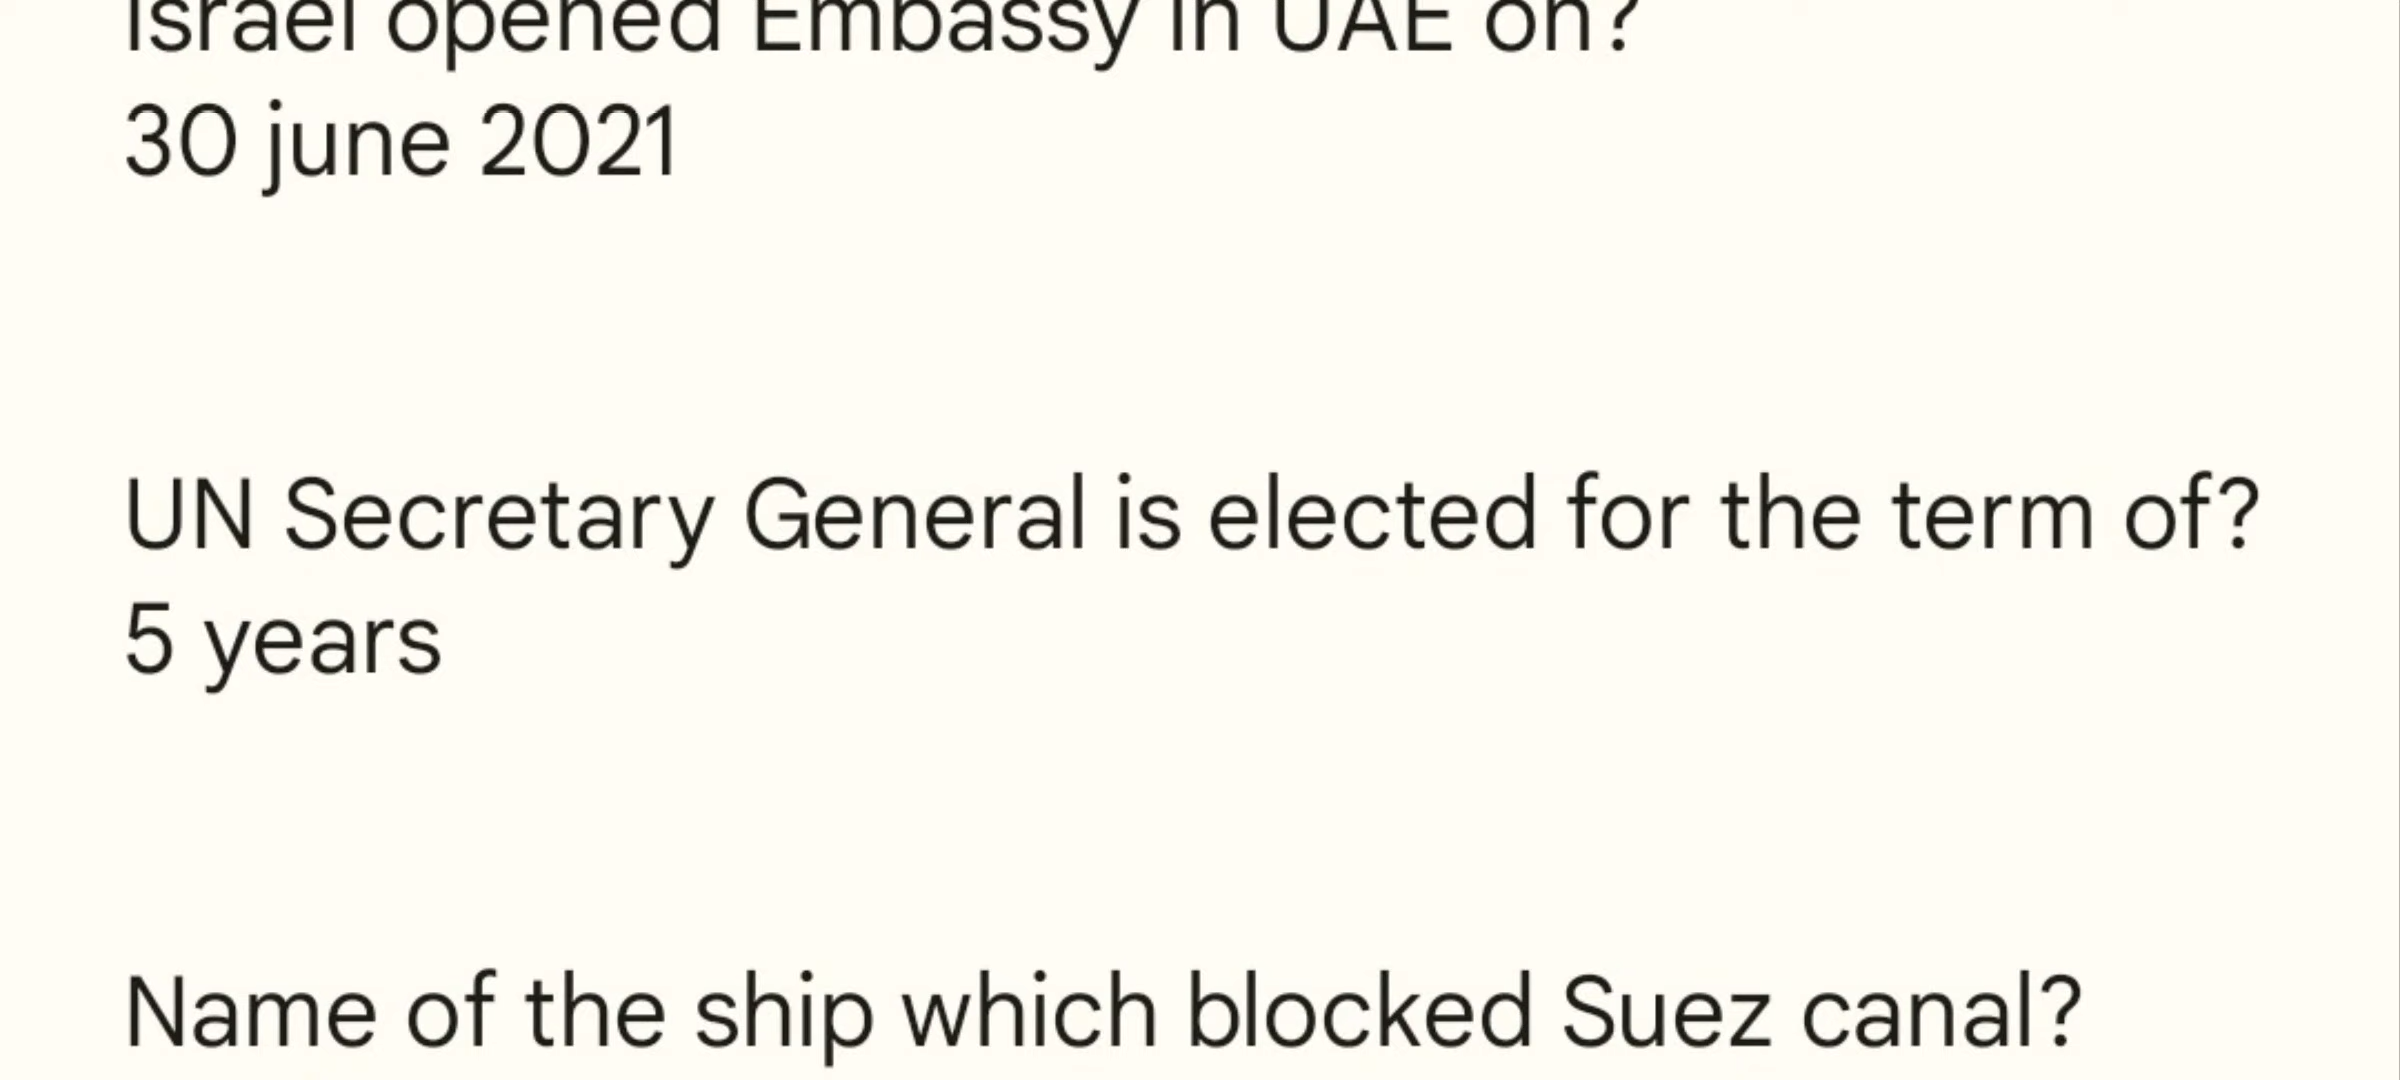 Israel opened Embassy in UAE on?
30 june 2021
UN Secretary General is elected for the term of?
5 years
Name of the ship which blocked Suez canal?